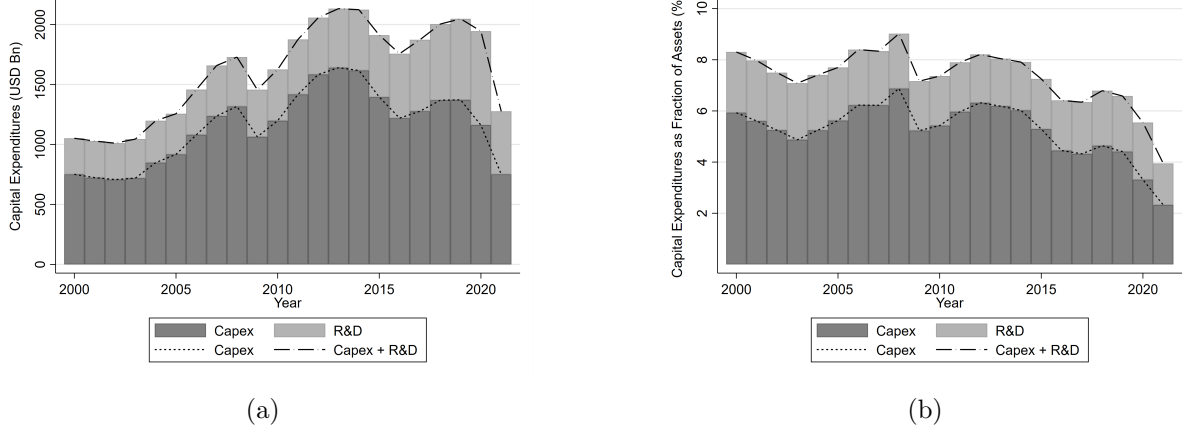 Capital Expenditures (USD Bn)
2000
1500
1000
500
0
2000 2005 2010 2015 2020
Year
Capex R&D
Capex Capex + R&D
(a)
Capital Expenditures as Fraction of Assets (%
10
8
6
4
2
2000 2005 2010 2015 2020
Year
Capex R&D
Capex Capex + R&D
(b)